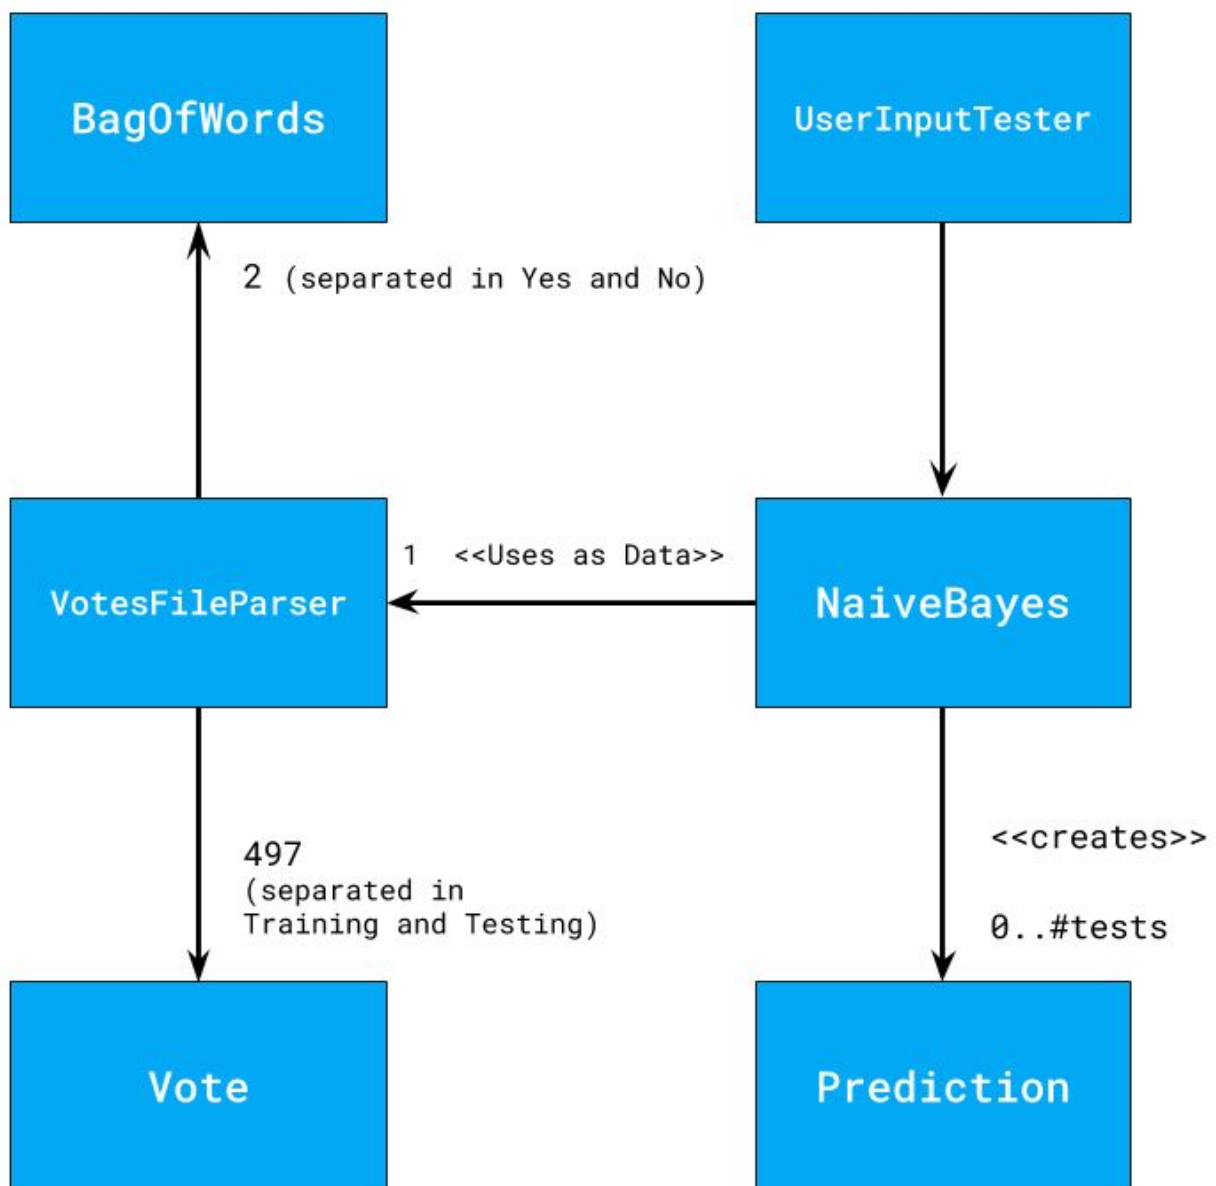 BagOfWords
UserInputTester
2 (separated in Yes and No)
1 <<Uses as Data>>
VotesFileParser
NaiveBayes
497
(separated in
Training and Testing)
<<creates>>
0..#tests
Vote
Prediction